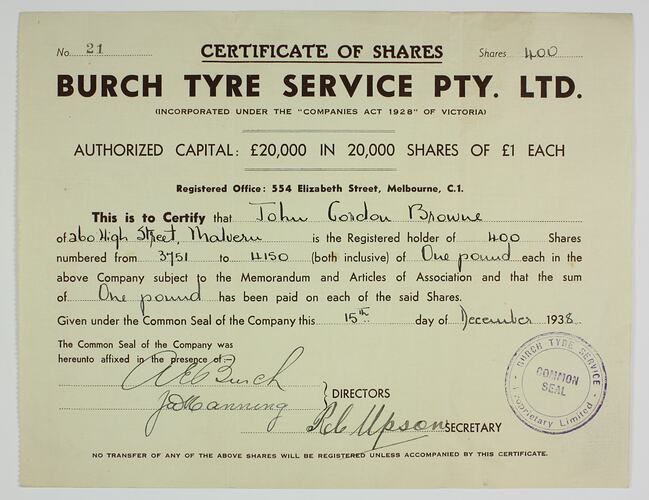 No. 21 CERTIFICATE OF SHARES Shares 400
BURCH TYRE SERVICE PTY. LTD.
(INCORPORATED UNDER THE "COMPANIES ACT 1928" OF VICTORIA)
AUTHORIZED CAPITAL: £20,000 IN 20,000 SHARES OF £1 EACH
Registered Office: 554 Elizabeth Street, Melbourne, C.1.
This is to Certify that John Gordon Browne
of 260 High Street, Malvern is the Registered holder of 400 Shares
numbered from 3751 to 4150 (both inclusive) of One pound each in the
above Company subject to the Memorandum and Articles of Association and that the sum
of One pound has been paid on each of the said Shares.
Given under the Common Seal of the Company this 15th day of December 1938.
The Common Seal of the Company was
hereunto affixed in the presence of:
A E Burch
J D Manning
DIRECTORS
Upson SECRETARY
BURCH TYRE SERVICE
COMMON
SEAL
Proprietary Limited
NO TRANSFER OF ANY OF THE ABOVE SHARES WILL BE REGISTERED UNLESS ACCOMPANIED BY THIS CERTIFICATE.